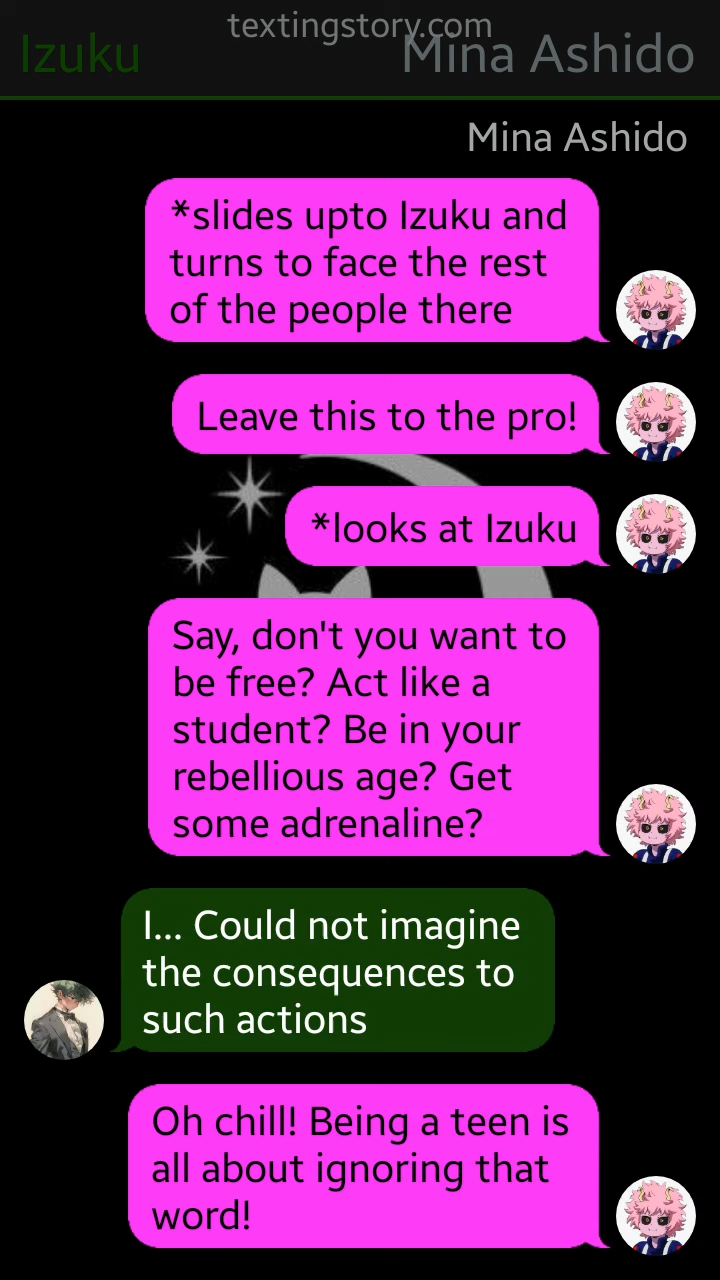 textingstory.com
Izuku
Mina Ashido
Mina Ashido
*slides upto Izuku and
turns to face the rest
of the people there
Leave this to the pro!
*looks at Izuku
Say, don't you want to
be free? Act like a
student? Be in your
rebellious age? Get
some adrenaline?
I... Could not imagine
the consequences to
such actions
Oh chill! Being a teen is
all about ignoring that
word!